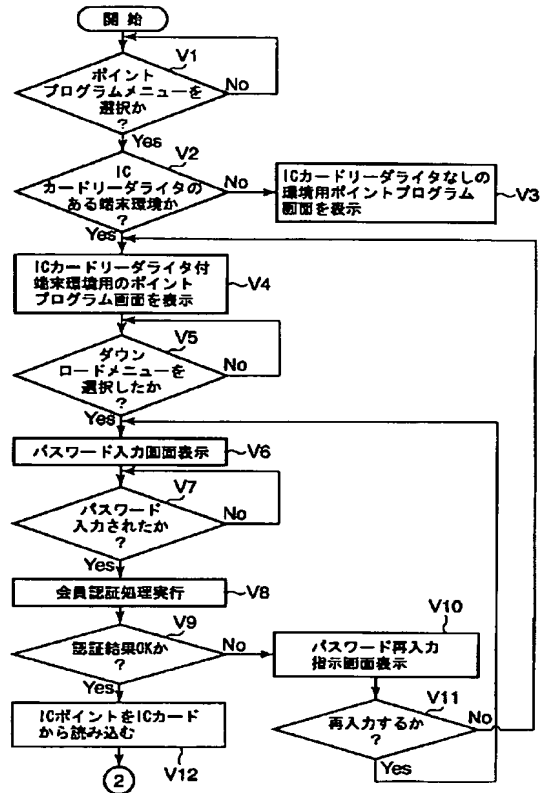 開 始
V1
ポイント
プログラムメニューを
選択か
?
No
Yes
V2
IC
カードリーダライタの
ある端末環境か
?
No
Yes
ICカードリーダライタなしの
環境用ポイントプログラム
画面を表示
V3
ICカードリーダライタ付
端末環境用のポイント
プログラム画面を表示
V4
V5
ダウン
ロードメニューを
選択したか
?
No
Yes
パスワード入力画面表示
V6
V7
パスワード
入力されたか
?
No
Yes
会員認証処理実行
V8
V9
認証結果OKか
?
No
Yes
V10
パスワード再入力
指示画面表示
V11
再入力するか
?
No
Yes
ICポイントをICカード
から読み込む
V12
2